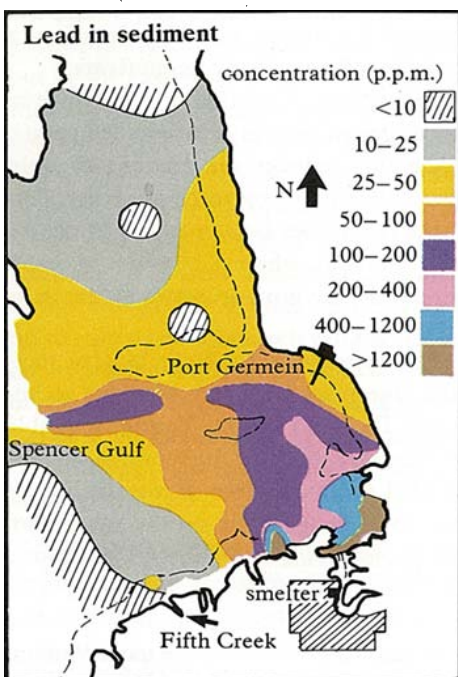 Lead in sediment
concentration (p.p.m.)
<10
10–25
25–50
50–100
100–200
200–400
400–1200
>1200
N
Port Germein
Spencer Gulf
smelter
Fifth Creek